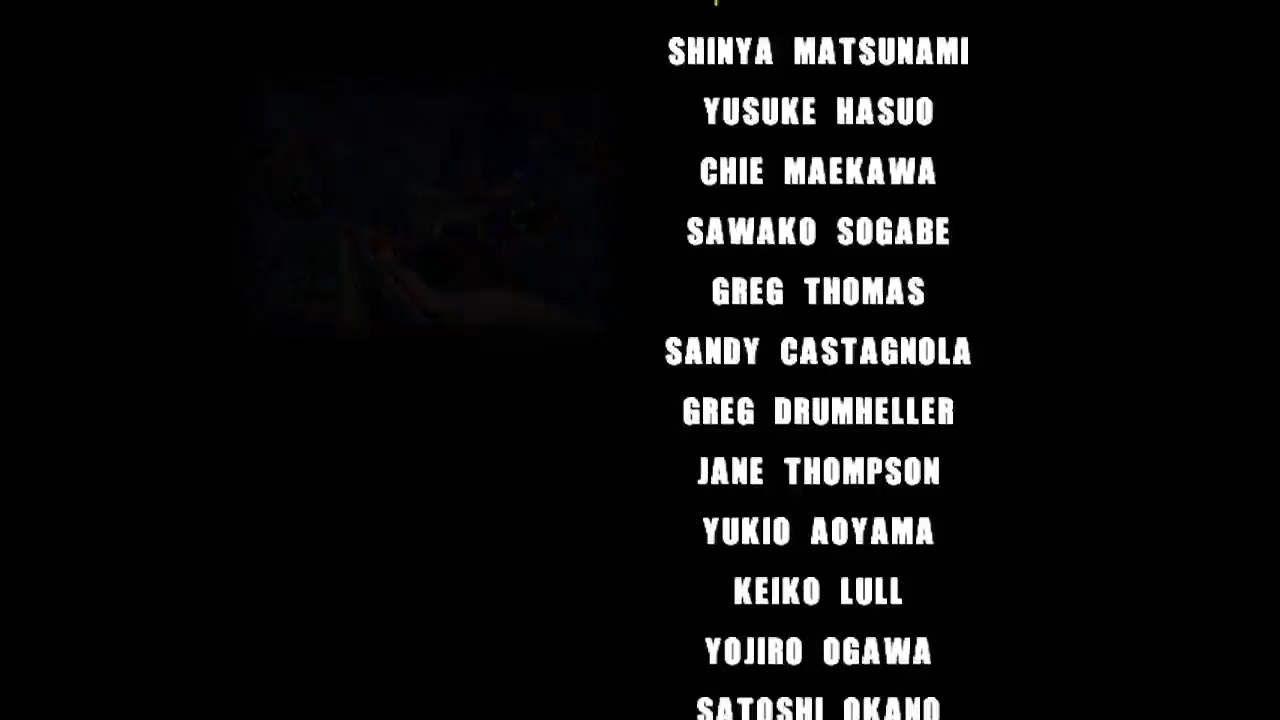 SHINYA MATSUNAMI
YUSUKE HASUO
CHIE MAEKAWA
SAWAKO SOGABE
GREG THOMAS
SANDY CASTAGNOLA
GREG DRUMHELLER
JANE THOMPSON
YUKIO AOYAMA
KEIKO LULL
YOJIRO OGAWA
SATOSHI OKANO